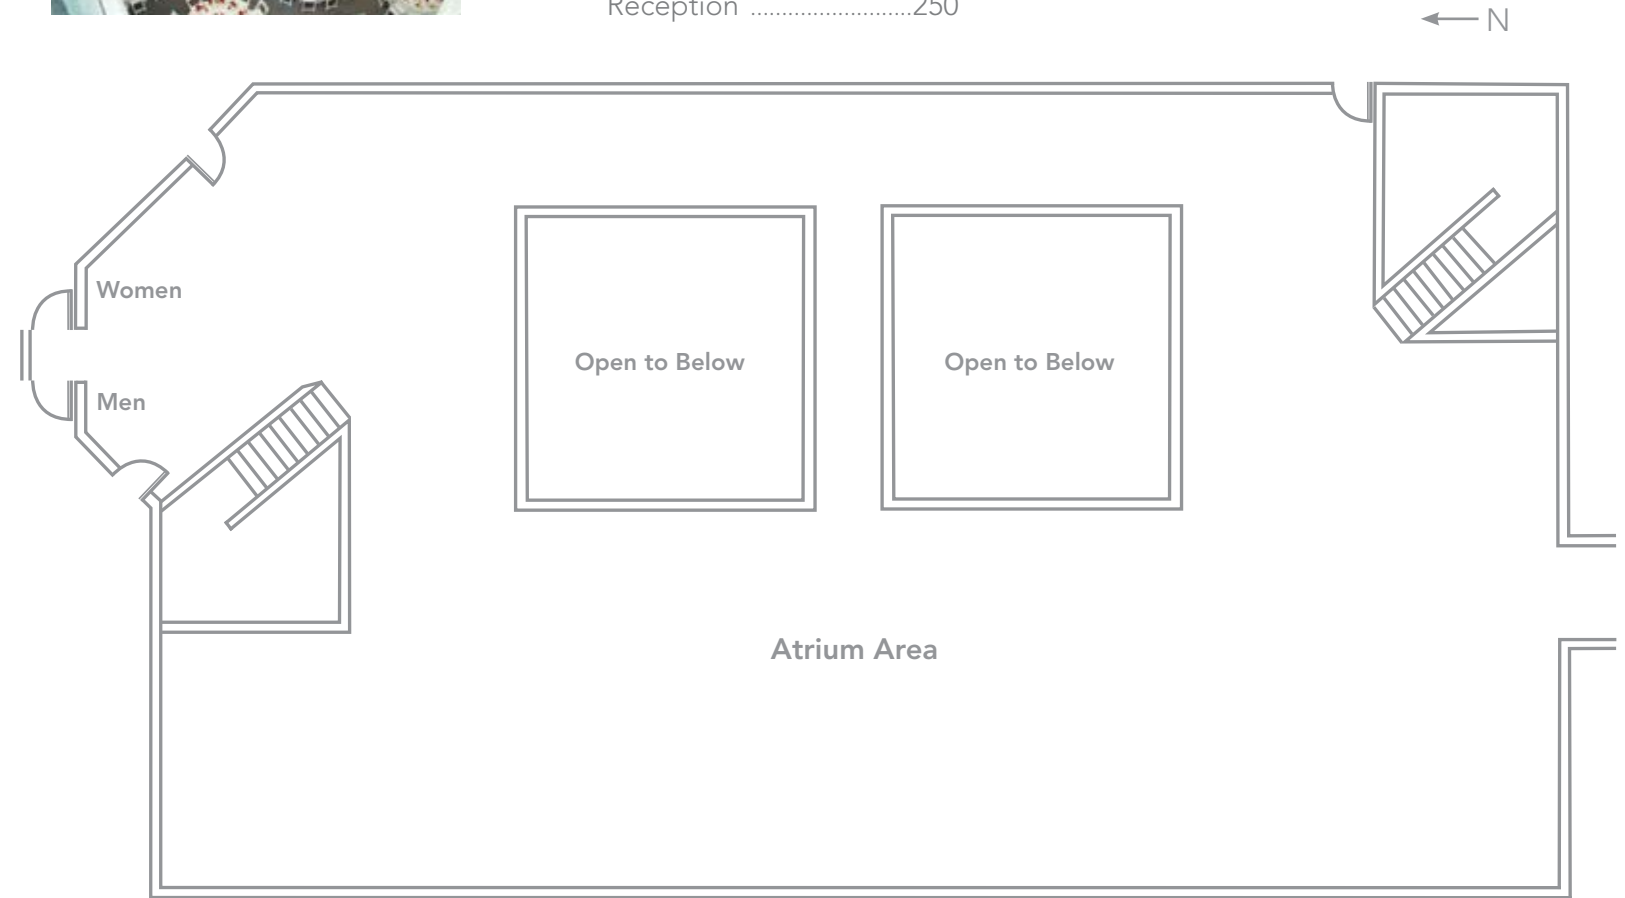 Reception ..........................250
N
Women
Open to Below
Open to Below
Men
Atrium Area